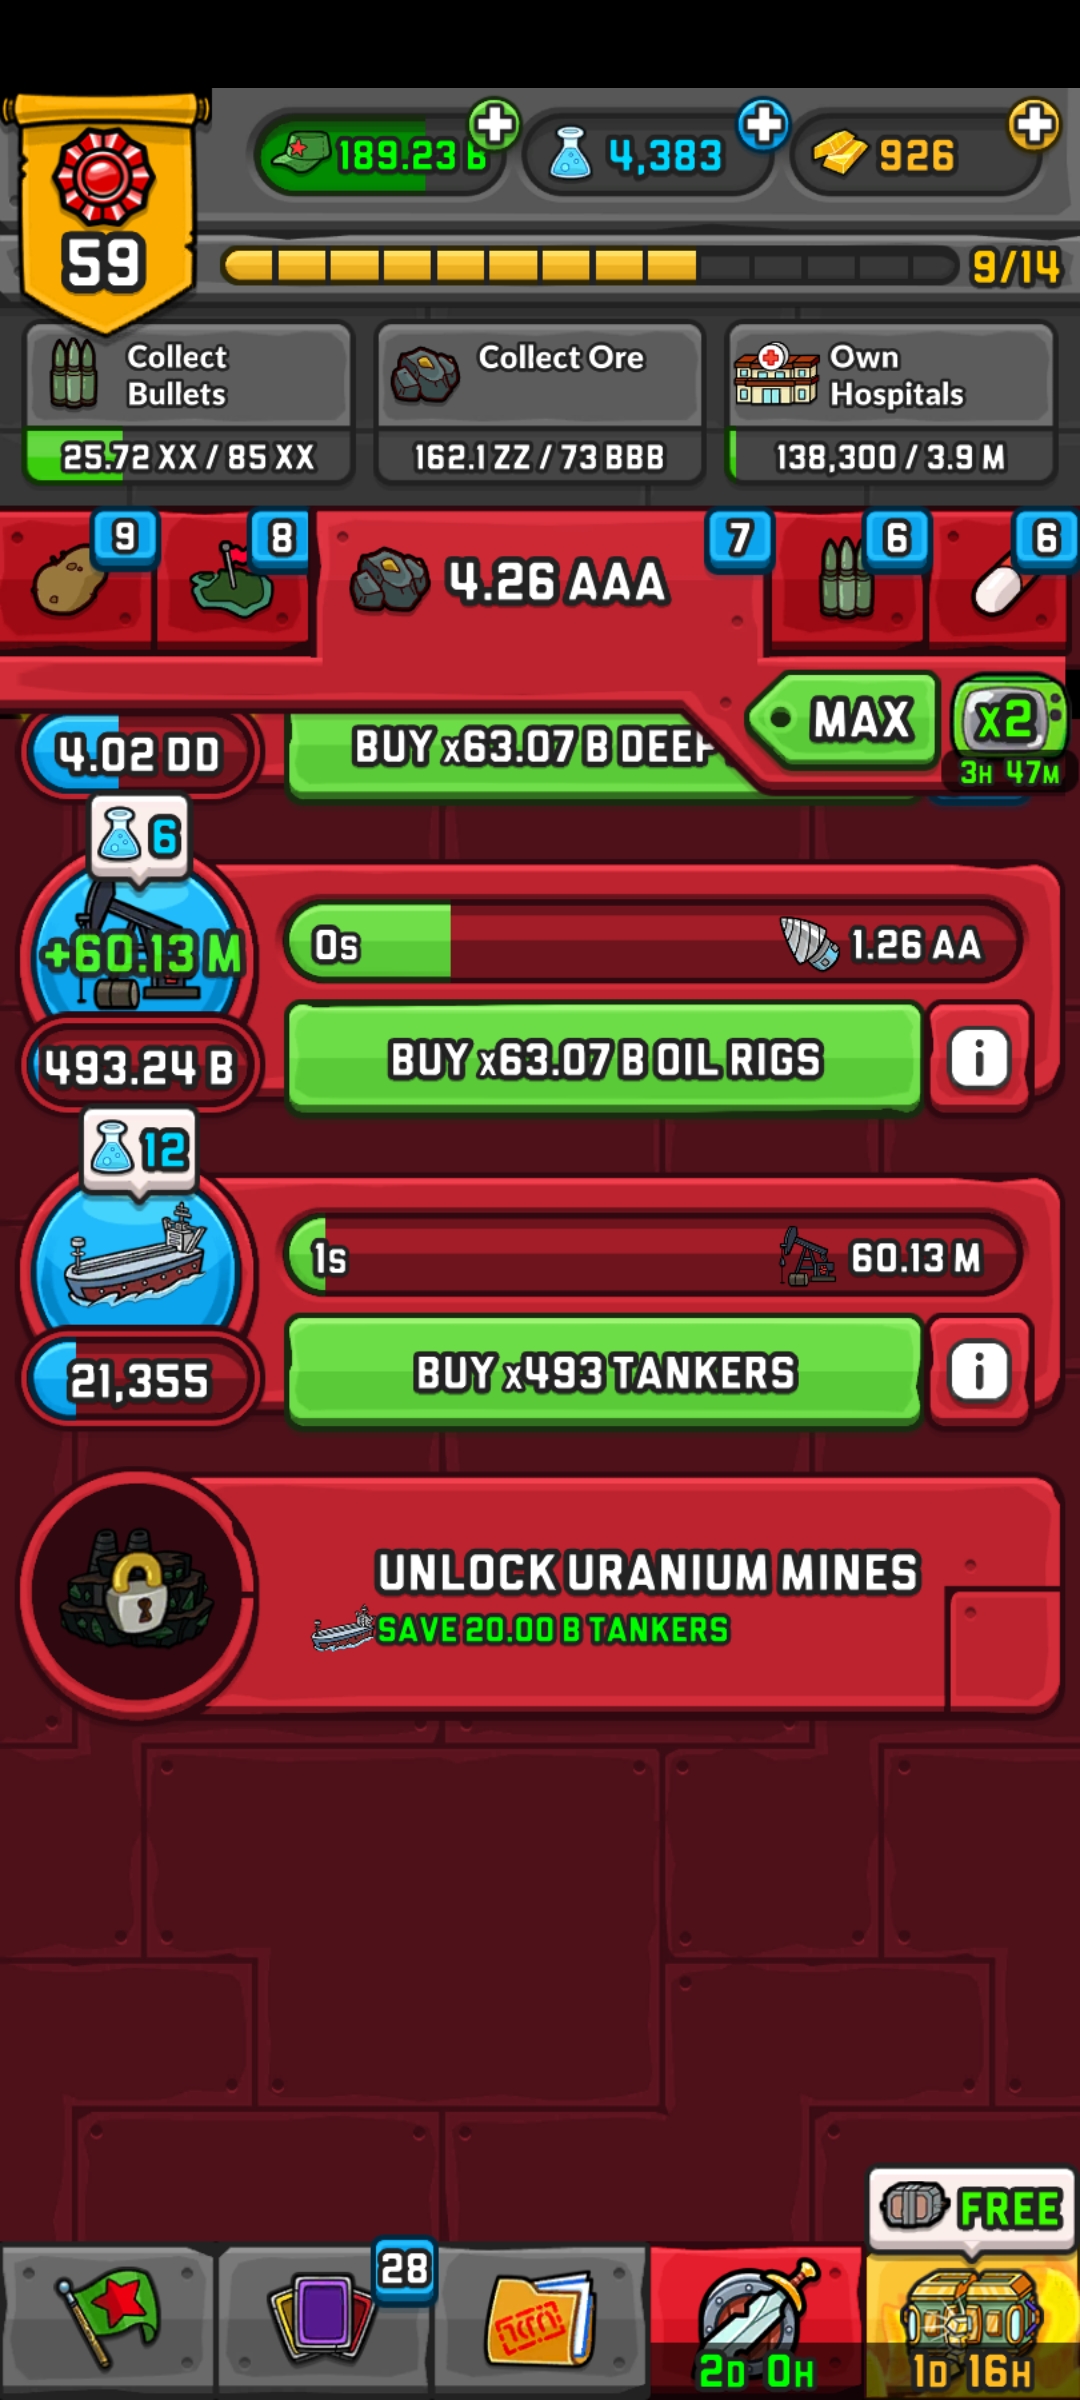 189.23 B
4,383
926
59
9/14
Collect
Bullets
Collect Ore
Own
Hospitals
25.72 XX / 85 XX
162.1 ZZ / 73 BBB
138,300 / 3.9 M
9
8
4.26 AAA
7
6
6
MAX
x2
3H 47M
4.02 DD
BUY x63.07 B DEEP
6
+60.13 M
0s
1.26 AA
493.24 B
BUY x63.07 B OIL RIGS
i
12
1s
60.13 M
21,355
BUY x493 TANKERS
i
UNLOCK URANIUM MINES
SAVE 20.00 B TANKERS
FREE
28
2D 0H
1D 16H